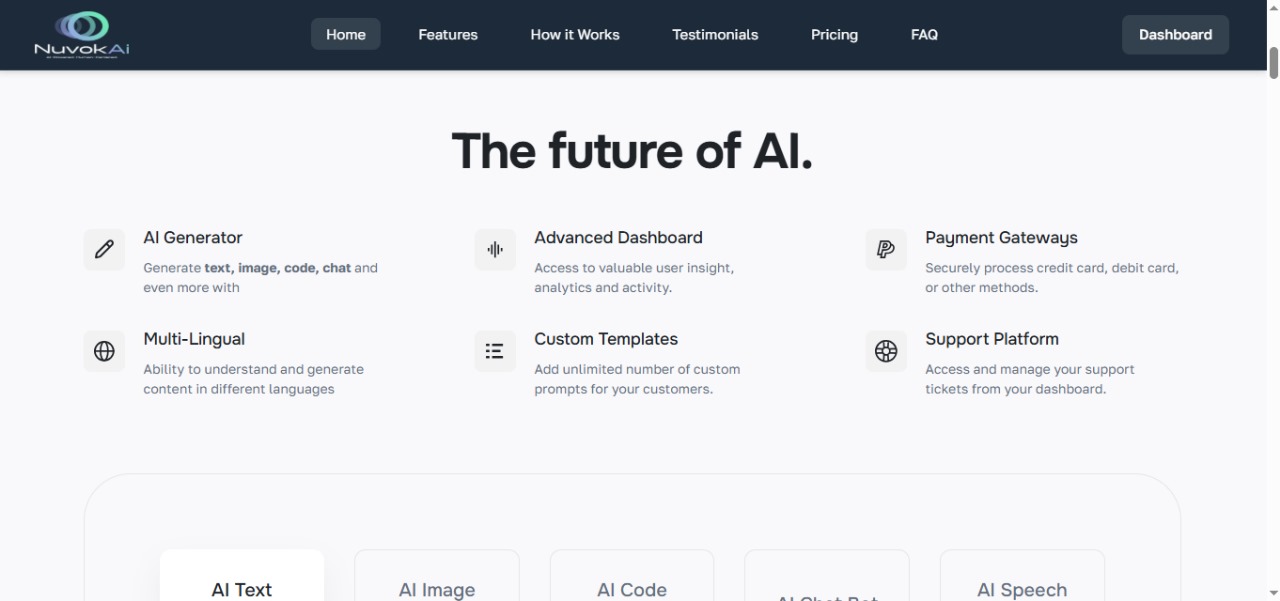 NuvokAi
Home
Features
How it Works
Testimonials
Pricing
FAQ
Dashboard
The future of AI.
AI Generator
Generate text, image, code, chat and
even more with
Advanced Dashboard
Access to valuable user insight,
analytics and activity.
Payment Gateways
Securely process credit card, debit card,
or other methods.
Multi-Lingual
Ability to understand and generate
content in different languages
Custom Templates
Add unlimited number of custom
prompts for your customers.
Support Platform
Access and manage your support
tickets from your dashboard.
AI Text
AI Image
AI Code
AI Chat Bot
AI Speech